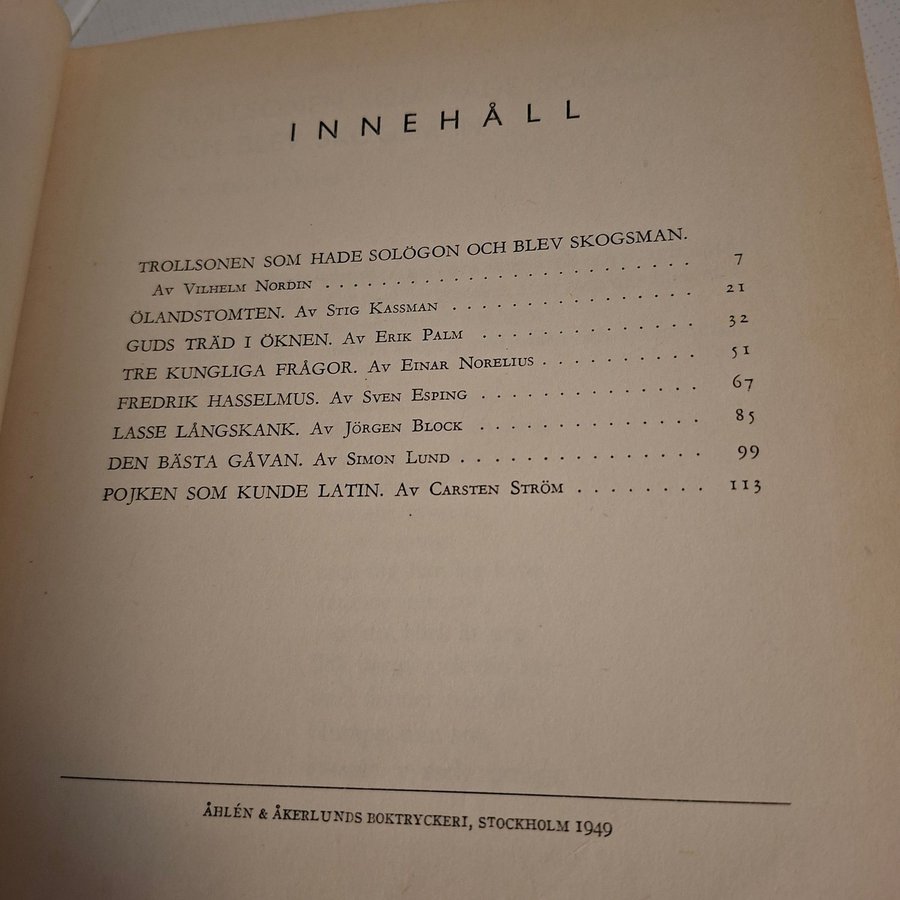 INNEHÅLL
TROLLSONEN SOM HADE SOLÖGON OCH BLEV SKOGSMAN.
Av Vilhelm Nordin . . . . . . . . . . . . . . . . . . . . . . . . 7
ÖLANDSTOMTEN. Av Stig Kassman . . . . . . . . . . . . . . . . 21
GUDS TRÄD I ÖKNEN. Av Erik Palm . . . . . . . . . . . . . . 32
TRE KUNGLIGA FRÅGOR. Av Einar Norelius . . . . . . . . . . 51
FREDRIK HASSELMUS. Av Sven Esping . . . . . . . . . . . . . . 67
LASSE LÅNGSKANK. Av Jörgen Block . . . . . . . . . . . . . . 85
DEN BÄSTA GÅVAN. Av Simon Lund . . . . . . . . . . . . . . . 99
POJKEN SOM KUNDE LATIN. Av Carsten Ström . . . . . . . . 113
ÅHLÉN & ÅKERLUNDS BOKTRYCKERI, STOCKHOLM 1949